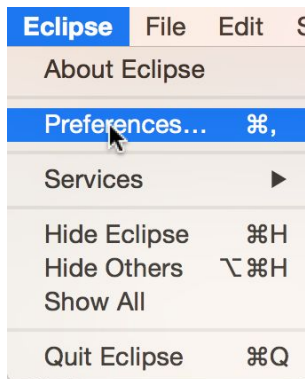 Eclipse File Edit
About Eclipse
Preferences... ⌘,
Services ▶
Hide Eclipse ⌘H
Hide Others ⌥⌘H
Show All
Quit Eclipse ⌘Q